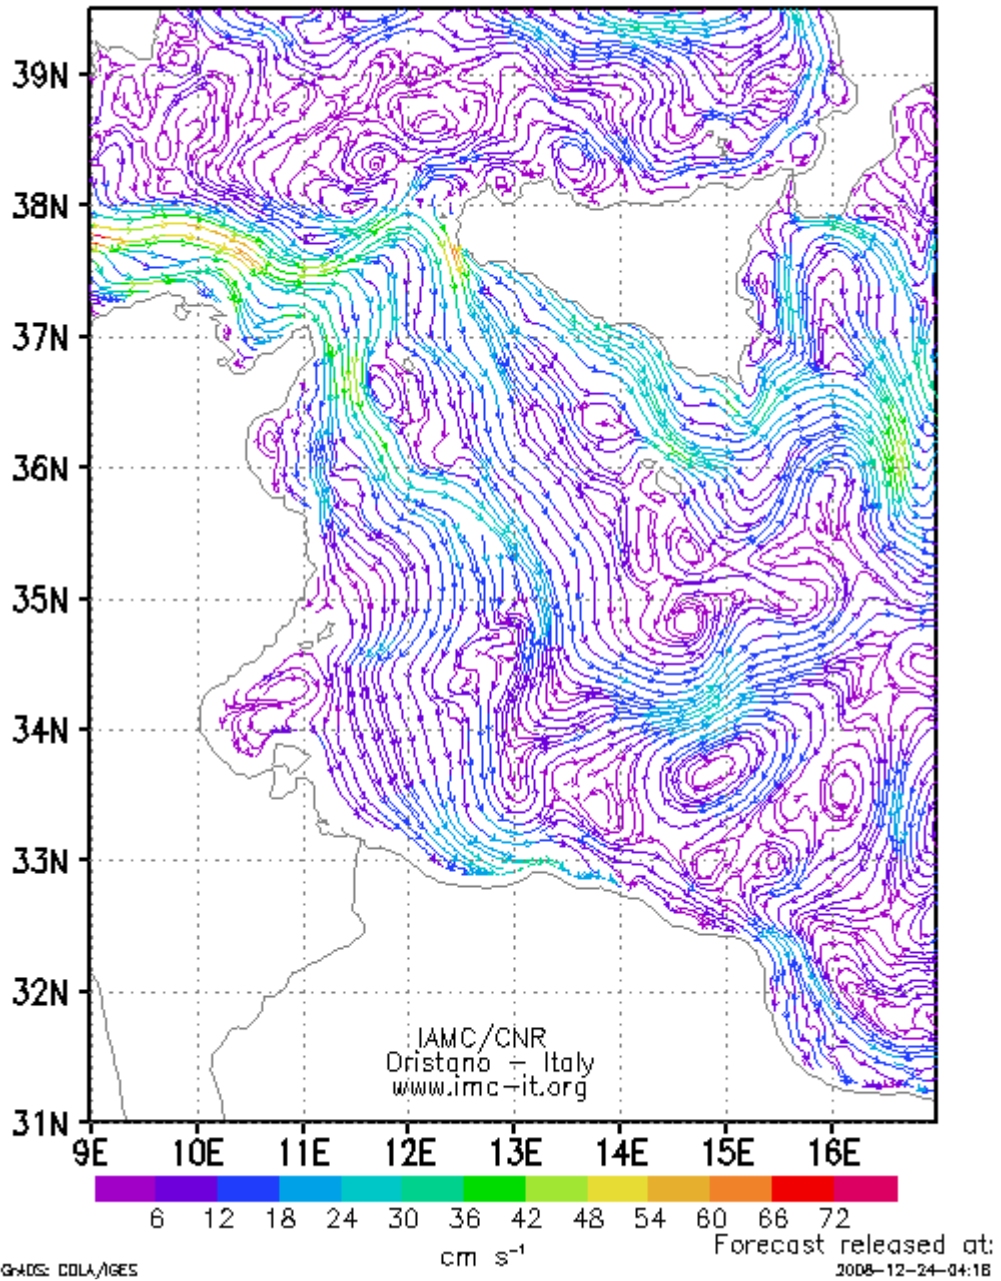 39N
38N
37N
36N
35N
34N
33N
32N
31N
IAMC/CNR
Oristano – Italy
www.imc-it.org
9E 10E 11E 12E 13E 14E 15E 16E
6 12 18 24 30 36 42 48 54 60 66 72
cm s⁻¹
Forecast released at:
GrADS: COLA/IGES
2008-12-24-04:18